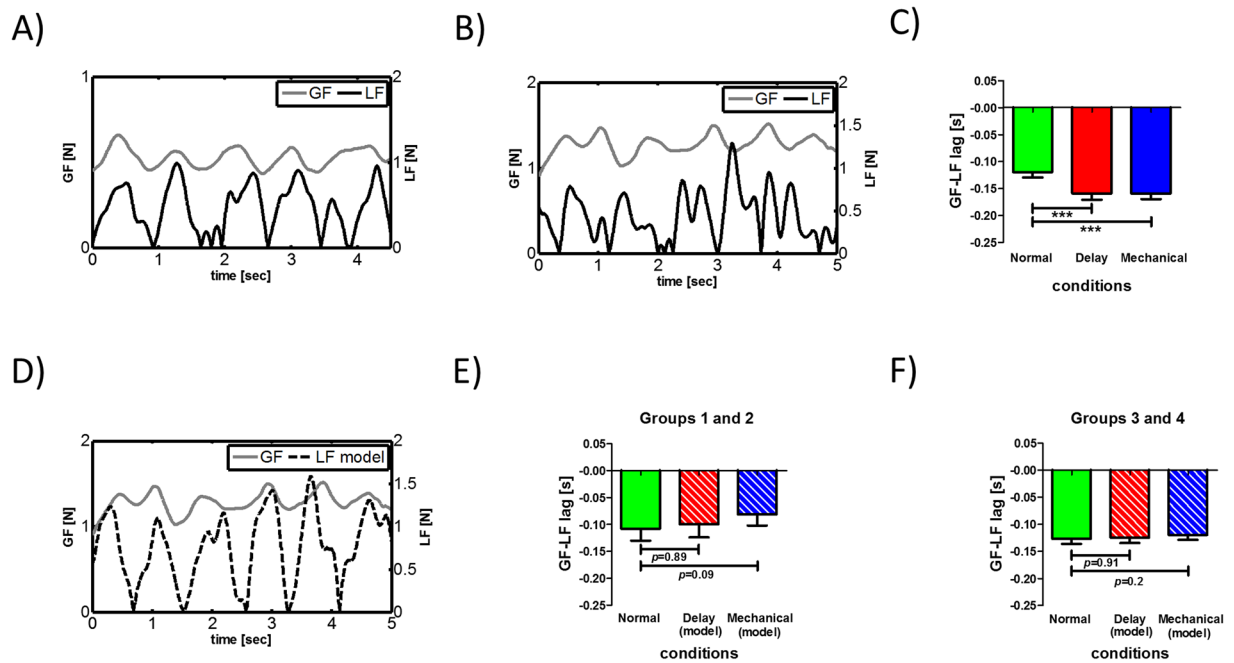 A)
1
2
GF LF
GF [N]
LF [N]
1
0
0
0 1 2 3 4
time [sec]
B)
2
2
GF LF
1.5
GF [N]
LF [N]
1
1
0.5
0
0
0 1 2 3 4 5
time [sec]
C)
0.05
-0.00
-0.05
-0.10
-0.15
-0.20
-0.25
GF-LF lag [s]
***
***
Normal Delay Mechanical
conditions
D)
2
2
GF LF model
1.5
GF [N]
LF [N]
1
1
0.5
0
0
0 1 2 3 4 5
time [sec]
E)
Groups 1 and 2
0.05
-0.00
-0.05
-0.10
-0.15
-0.20
-0.25
GF-LF lag [s]
p=0.89
p=0.09
Normal Delay Mechanical
(model) (model)
conditions
F)
Groups 3 and 4
0.05
-0.00
-0.05
-0.10
-0.15
-0.20
-0.25
GF-LF lag [s]
p=0.91
p=0.2
Normal Delay Mechanical
(model) (model)
conditions